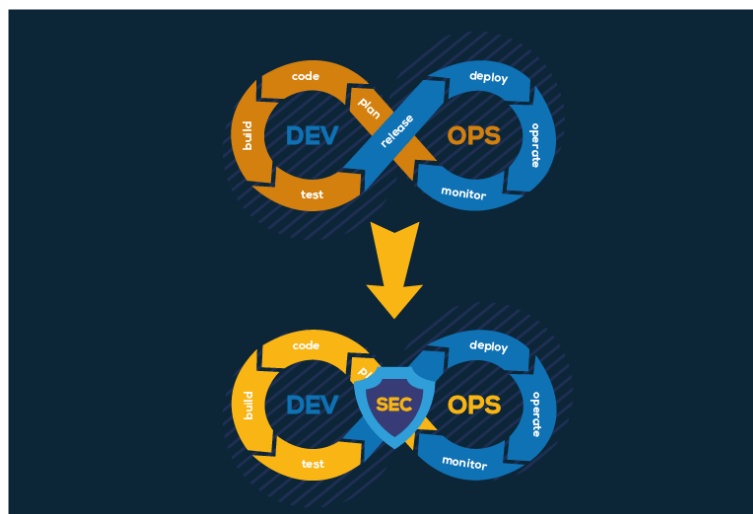 code
deploy
plan
build
DEV
release
OPS
operate
test
monitor
code
deploy
build
DEV
SEC
OPS
operate
test
monitor